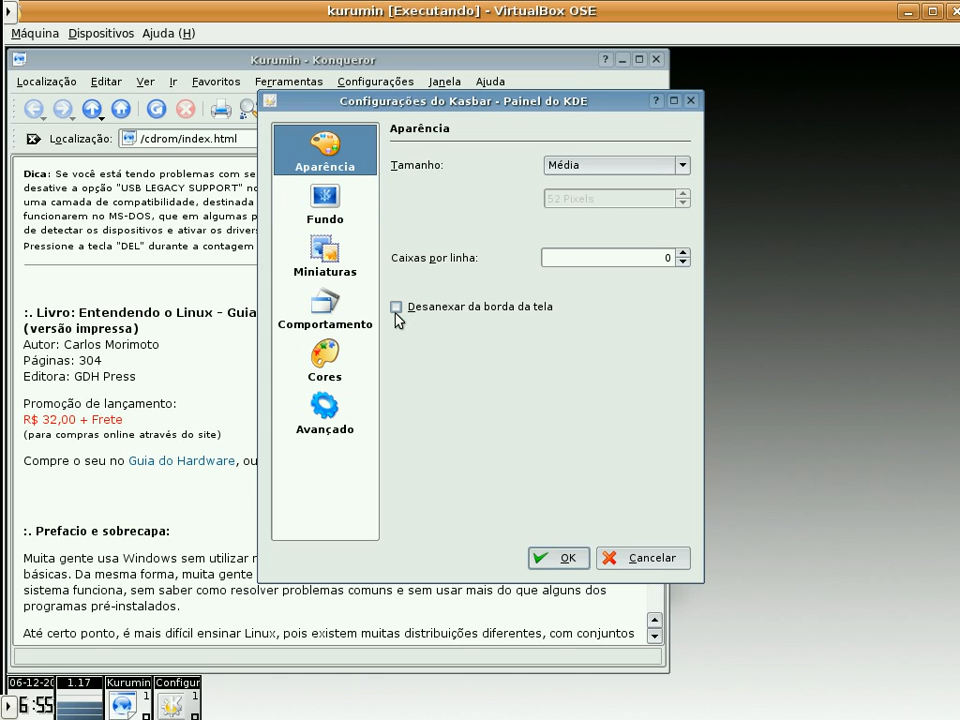 kurumin [Executando] - VirtualBox OSE
Máquina Dispositivos Ajuda (H)
Kurumin - Konqueror
Localização Editar Ver Ir Favoritos Ferramentas Configurações Janela Ajuda
Localização: /cdrom/index.html
Dica: Se você está tendo problemas com se
desative a opção "USB LEGACY SUPPORT" no
uma camada de compatibilidade, destinada
funcionarem no MS-DOS, que em algumas p
de detectar os dispositivos e ativar os driver
Pressione a tecla "DEL" durante a contagem
:. Livro: Entendendo o Linux - Guia
(versão impressa)
Autor: Carlos Morimoto
Páginas: 304
Editora: GDH Press
Promoção de lançamento:
R$ 32,00 + Frete
(para compras online através do site)
Compre o seu no Guia do Hardware, ou
:. Prefacio e sobrecapa:
Muita gente usa Windows sem utilizar
básicas. Da mesma forma, muita gente
sistema funciona, sem saber como resolver problemas comuns e sem usar mais do que alguns dos
programas pré-instalados.
Até certo ponto, é mais difícil ensinar Linux, pois existem muitas distribuições diferentes, com conjuntos
Configurações do Kasbar - Painel do KDE
Aparência
Fundo
Miniaturas
Comportamento
Cores
Avançado
Aparência
Tamanho: Média
52 Pixels
Caixas por linha: 0
Desanexar da borda da tela
OK Cancelar
06-12-20 1.17 Kurumin Configur
6:55 1 1